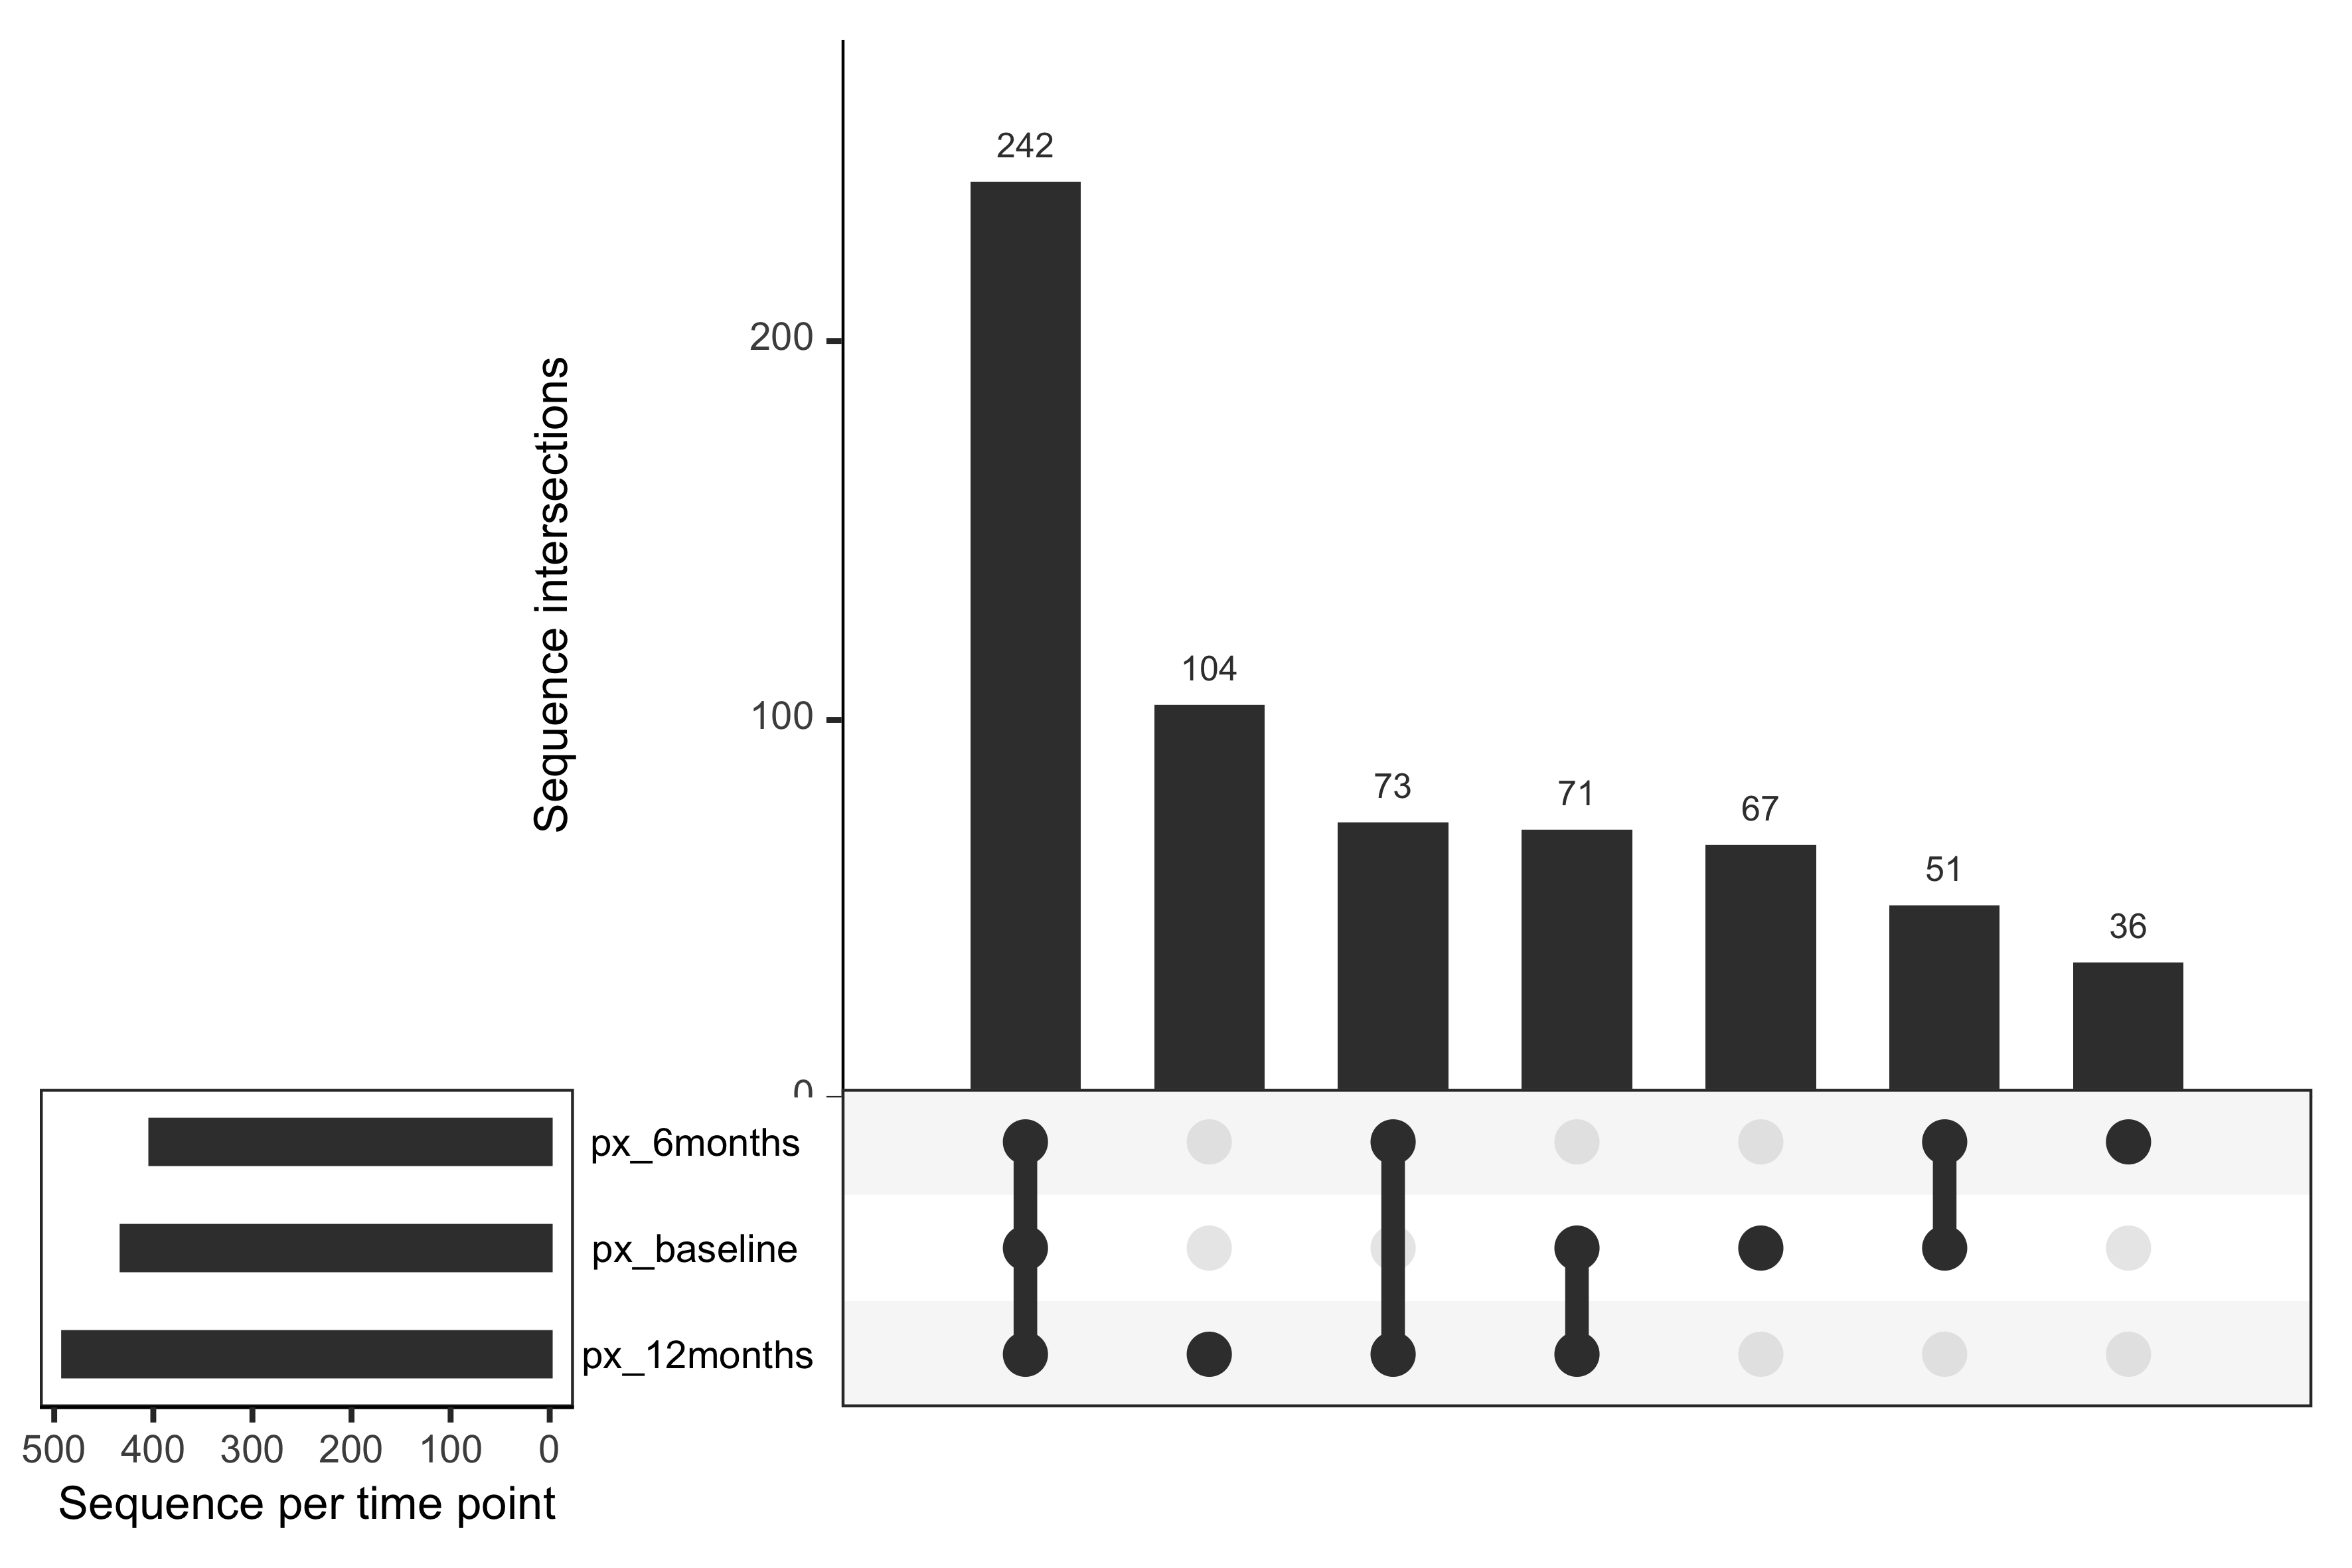 242
200
Sequence intersections
104
100
73
71
67
51
36
0
px_6months
px_baseline
px_12months
500 400 300 200 100 0
Sequence per time point